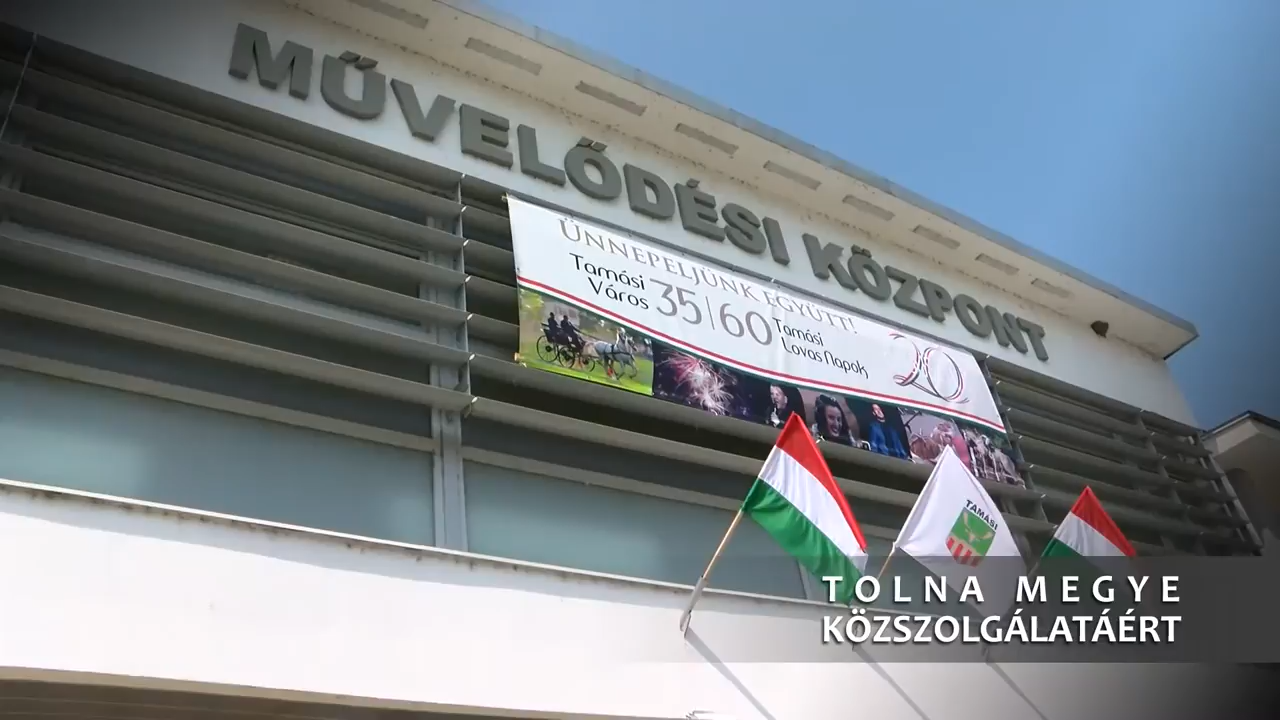 MŰVELŐDÉSI KÖZPONT
ÜNNEPELJÜNK EGYÜTT!
Tamási
Város
35|60
Tamási
Lovas Napok
20
TAMÁSI
TOLNA MEGYE
KÖZSZOLGÁLATÁÉRT